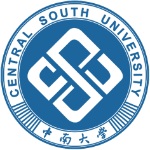 CENTRAL SOUTH UNIVERSITY
中南大学